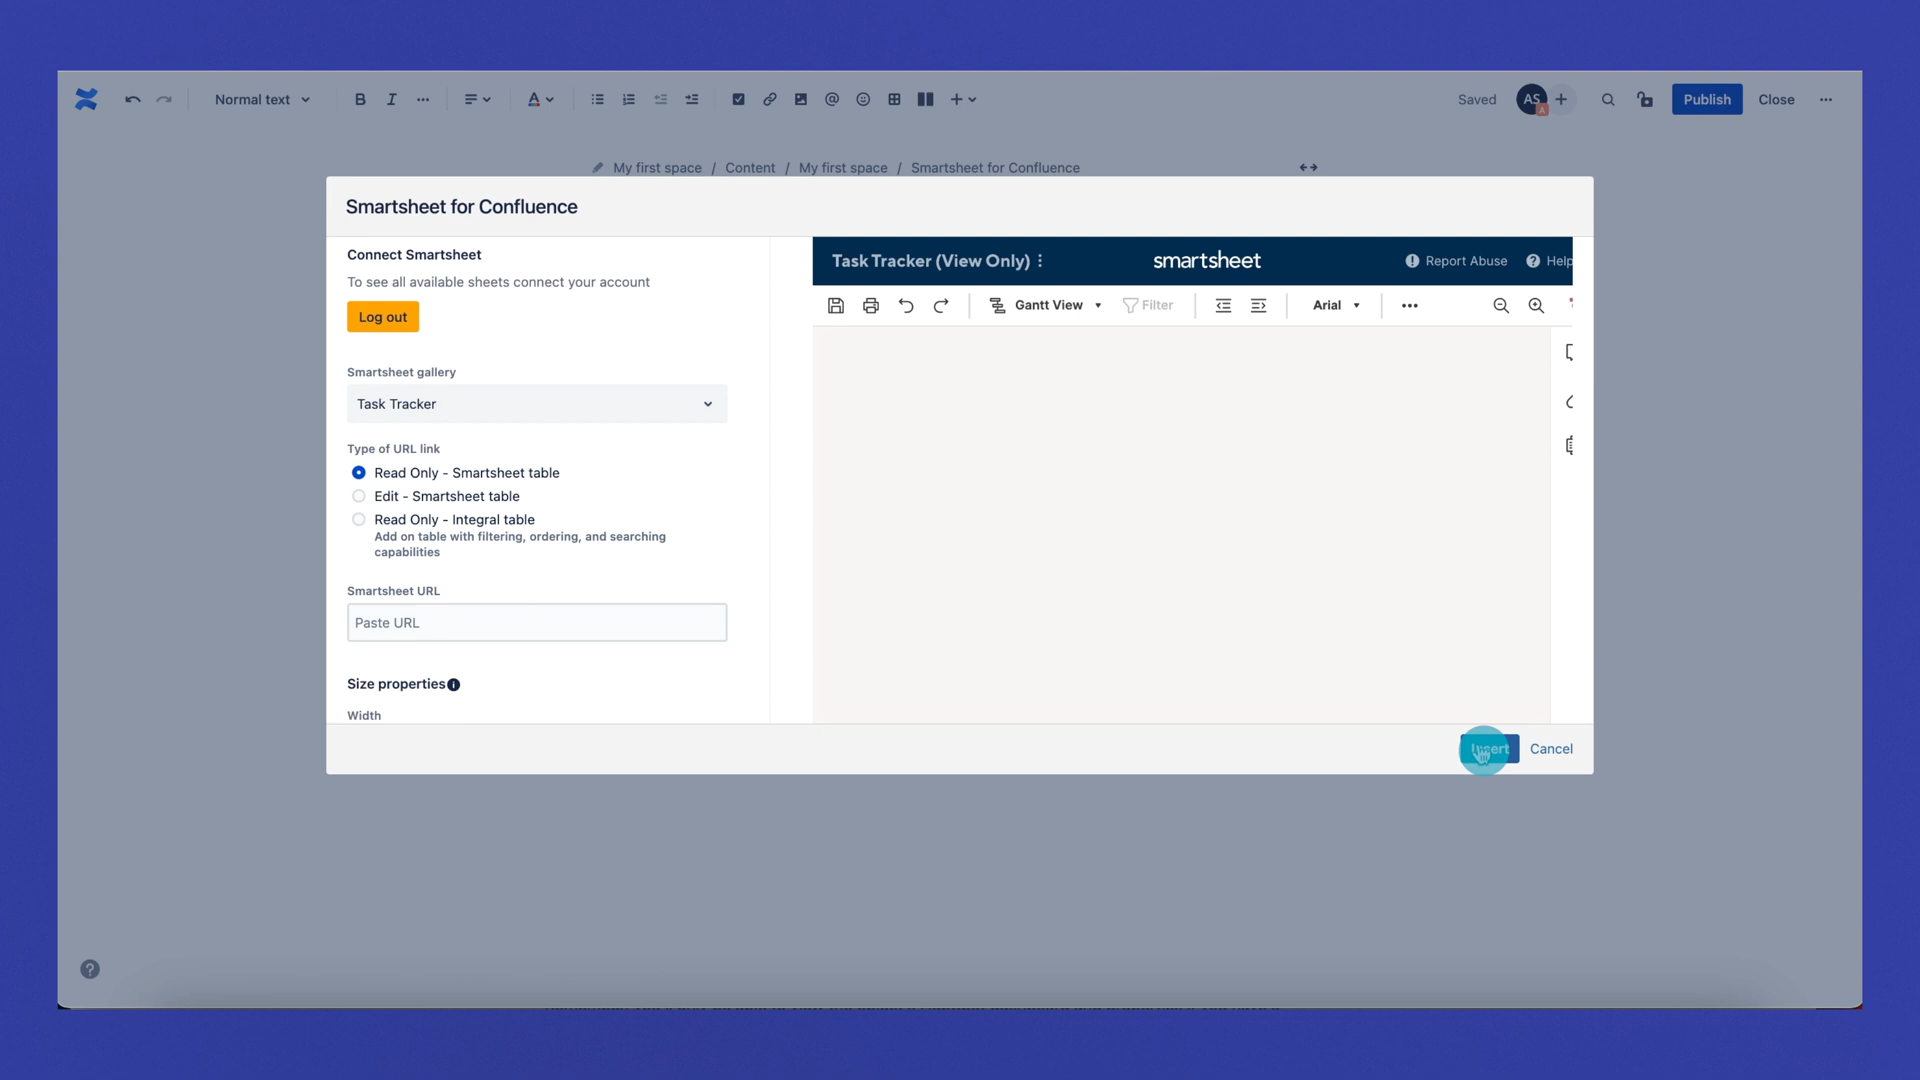 Normal text
B I
A
Saved
AS
A
Publish
Close
My first space / Content / My first space / Smartsheet for Confluence
Smartsheet for Confluence
Connect Smartsheet
To see all available sheets connect your account
Log out
Smartsheet gallery
Task Tracker
Type of URL link
Read Only - Smartsheet table
Edit - Smartsheet table
Read Only - Integral table
Add on table with filtering, ordering, and searching
capabilities
Smartsheet URL
Paste URL
Size properties
Width
Task Tracker (View Only)
smartsheet
Report Abuse
Help
Gantt View
Filter
Arial
Insert
Cancel